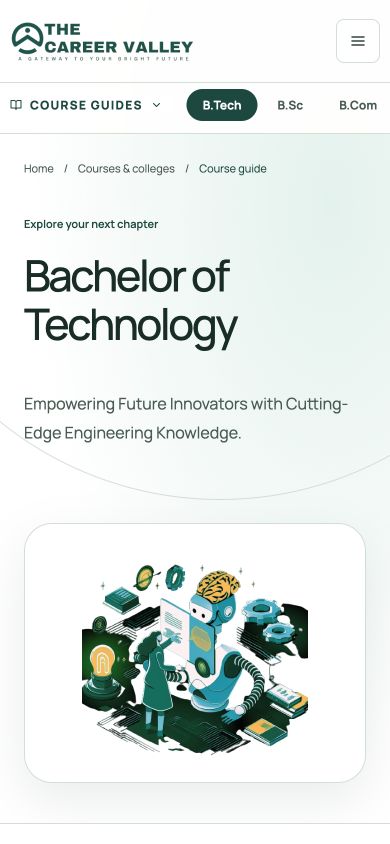 THE
CAREER VALLEY
A GATEWAY TO YOUR BRIGHT FUTURE
COURSE GUIDES
B.Tech
B.Sc
B.Com
Home / Courses & colleges / Course guide
Explore your next chapter
Bachelor of
Technology
Empowering Future Innovators with Cutting-
Edge Engineering Knowledge.